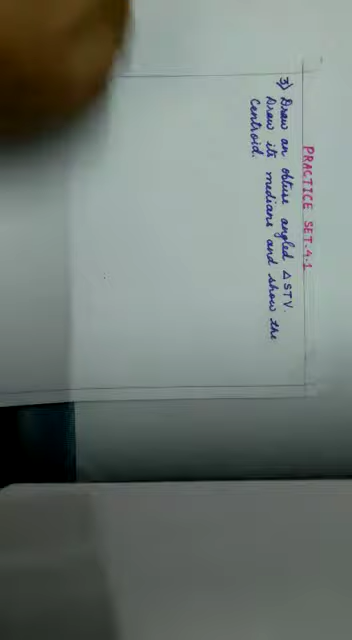 PRACTICE SET-4.1
3) Draw an obtuse angled △STV.
Draw its medians and show the
centroid.